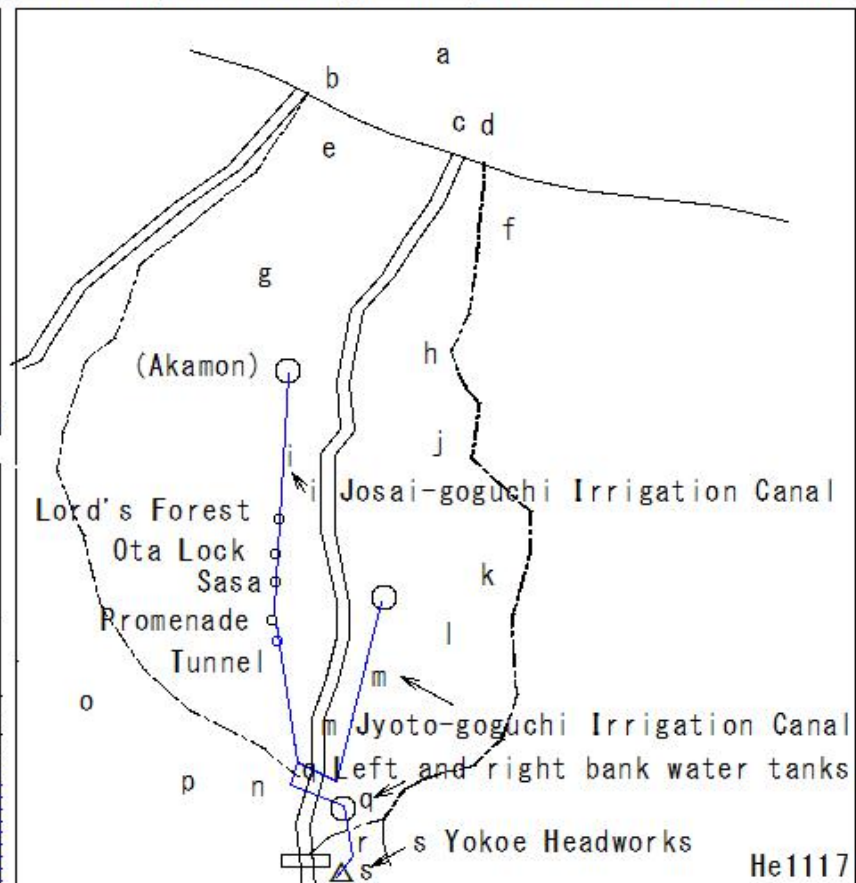 a
b
c d
e
f
g
h
(Akamon)
j
i
i Josai-goguchi Irrigation Canal
Lord's Forest
Ota Lock
k
Sasa
Promenade
l
Tunnel
m
o
m Jyoto-goguchi Irrigation Canal
q Left and right bank water tanks
p
n
q
r
s Yokoe Headworks
s
He1117